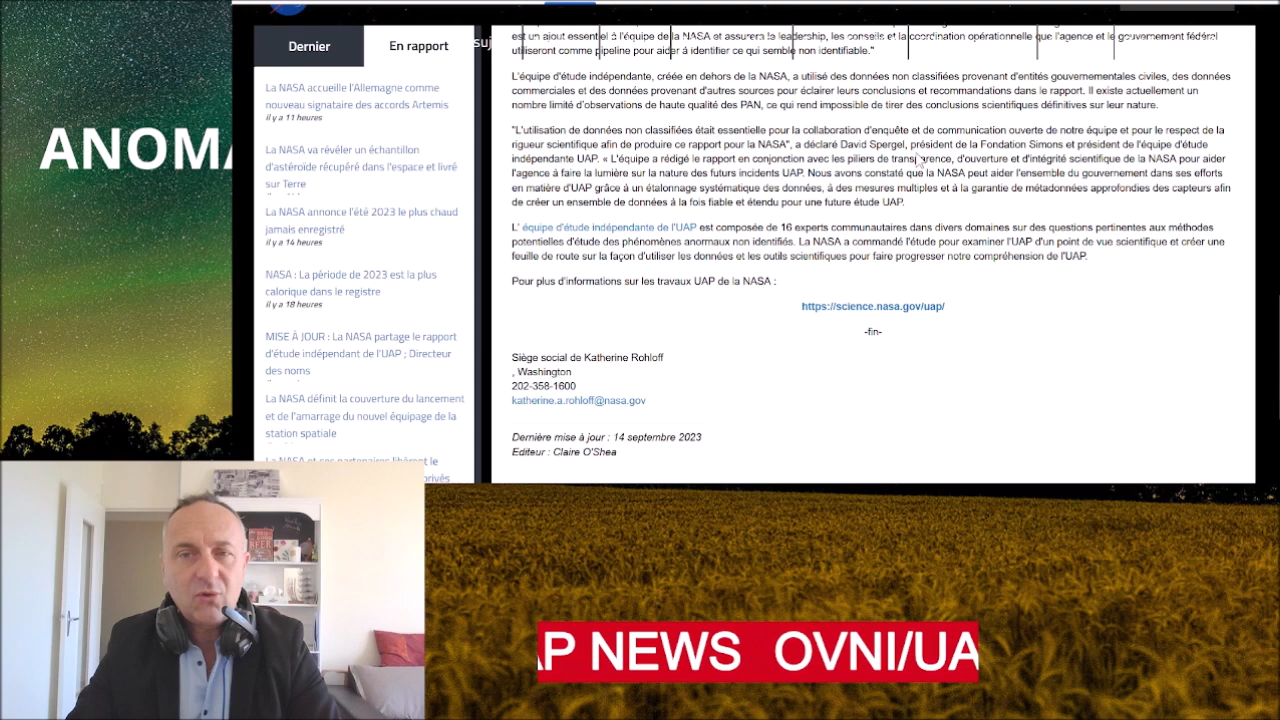 Dernier
En rapport
suj
La NASA accueille l'Allemagne comme
nouveau signataire des accords Artemis
il y a 11 heures
La NASA va révéler un échantillon
d'astéroïde récupéré dans l'espace et livré
sur Terre
La NASA annonce l'été 2023 le plus chaud
jamais enregistré
il y a 14 heures
NASA : La période de 2023 est la plus
calorique dans le registre
il y a 18 heures
MISE À JOUR : La NASA partage le rapport
d'étude indépendant de l'UAP ; Directeur
des noms
La NASA définit la couverture du lancement
et de l'amarrage du nouvel équipage de la
station spatiale
La NASA et ses partenaires libèrent le
privés
est un ajout essentiel à l'équipe de la NASA et assurera le leadership, les conseils et la coordination opérationnelle que l'agence et le gouvernement fédéral
utiliseront comme pipeline pour aider à identifier ce qui semble non identifiable."
L'équipe d'étude indépendante, créée en dehors de la NASA, a utilisé des données non classifiées provenant d'entités gouvernementales civiles, des données
commerciales et des données provenant d'autres sources pour éclairer leurs conclusions et recommandations dans le rapport. Il existe actuellement un
nombre limité d'observations de haute qualité des PAN, ce qui rend impossible de tirer des conclusions scientifiques définitives sur leur nature.
"L'utilisation de données non classifiées était essentielle pour la collaboration d'enquête et de communication ouverte de notre équipe et pour le respect de la
rigueur scientifique afin de produire ce rapport pour la NASA", a déclaré David Spergel, président de la Fondation Simons et président de l'équipe d'étude
indépendante UAP. « L'équipe a rédigé le rapport en conjonction avec les piliers de transparence, d'ouverture et d'intégrité scientifique de la NASA pour aider
l'agence à faire la lumière sur la nature des futurs incidents UAP. Nous avons constaté que la NASA peut aider l'ensemble du gouvernement dans ses efforts
en matière d'UAP grâce à un étalonnage systématique des données, à des mesures multiples et à la garantie de métadonnées approfondies des capteurs afin
de créer un ensemble de données à la fois fiable et étendu pour une future étude UAP.
L' équipe d'étude indépendante de l'UAP est composée de 16 experts communautaires dans divers domaines sur des questions pertinentes aux méthodes
potentielles d'étude des phénomènes anormaux non identifiés. La NASA a commandé l'étude pour examiner l'UAP d'un point de vue scientifique et créer une
feuille de route sur la façon d'utiliser les données et les outils scientifiques pour faire progresser notre compréhension de l'UAP.
Pour plus d'informations sur les travaux UAP de la NASA :
https://science.nasa.gov/uap/
-fin-
Siège social de Katherine Rohloff
, Washington
202-358-1600
katherine.a.rohloff@nasa.gov
Dernière mise à jour : 14 septembre 2023
Editeur : Claire O'Shea
ANOMA
AP NEWS OVNI/UA